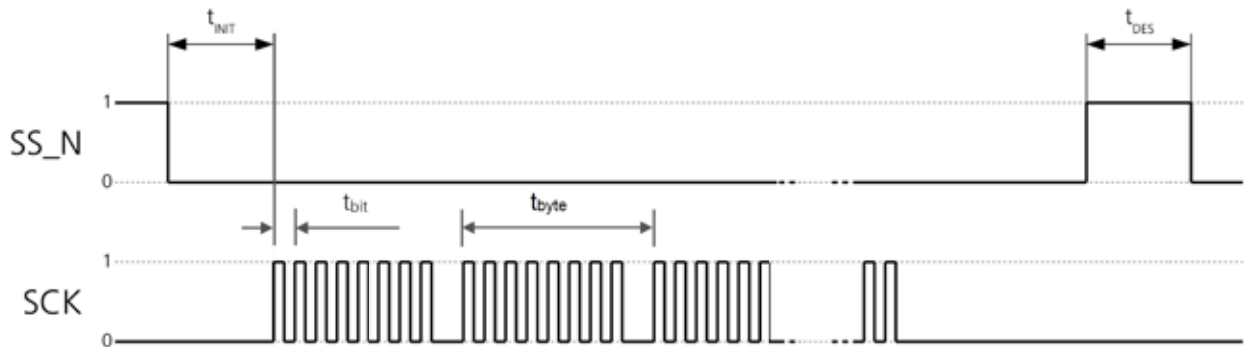 tINIT
tDES
1
SS_N
0
tbit
tbyte
1
SCK
0